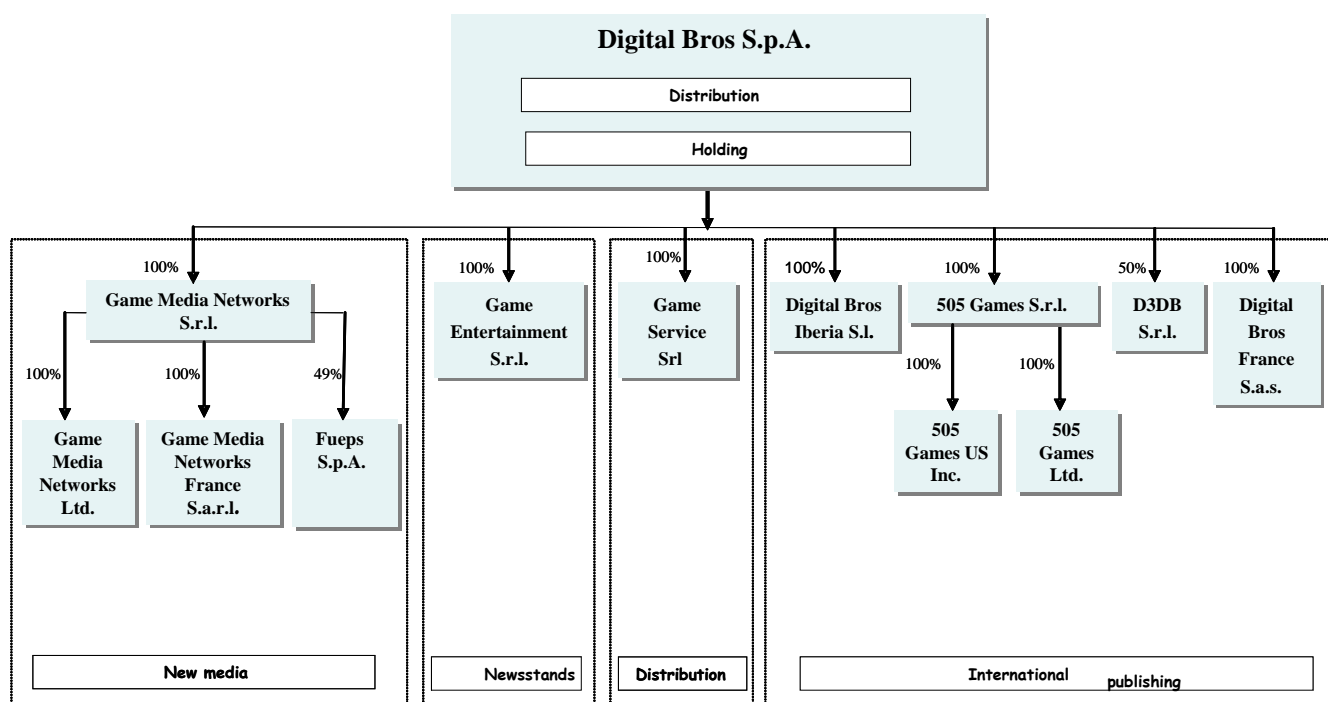 Digital Bros S.p.A.
Distribution
Holding
100%
Game Media Networks
S.r.l.
100%
Game
Media
Networks
Ltd.
100%
Game Media
Networks
France
S.a.r.l.
49%
Fueps
S.p.A.
New media
100%
Game
Entertainment
S.r.l.
Newsstands
100%
Game
Service
Srl
Distribution
100%
Digital Bros
Iberia S.l.
100%
505 Games S.r.l.
100%
505
Games US
Inc.
100%
505
Games
Ltd.
50%
D3DB
S.r.l.
100%
Digital
Bros
France
S.a.s.
International publishing